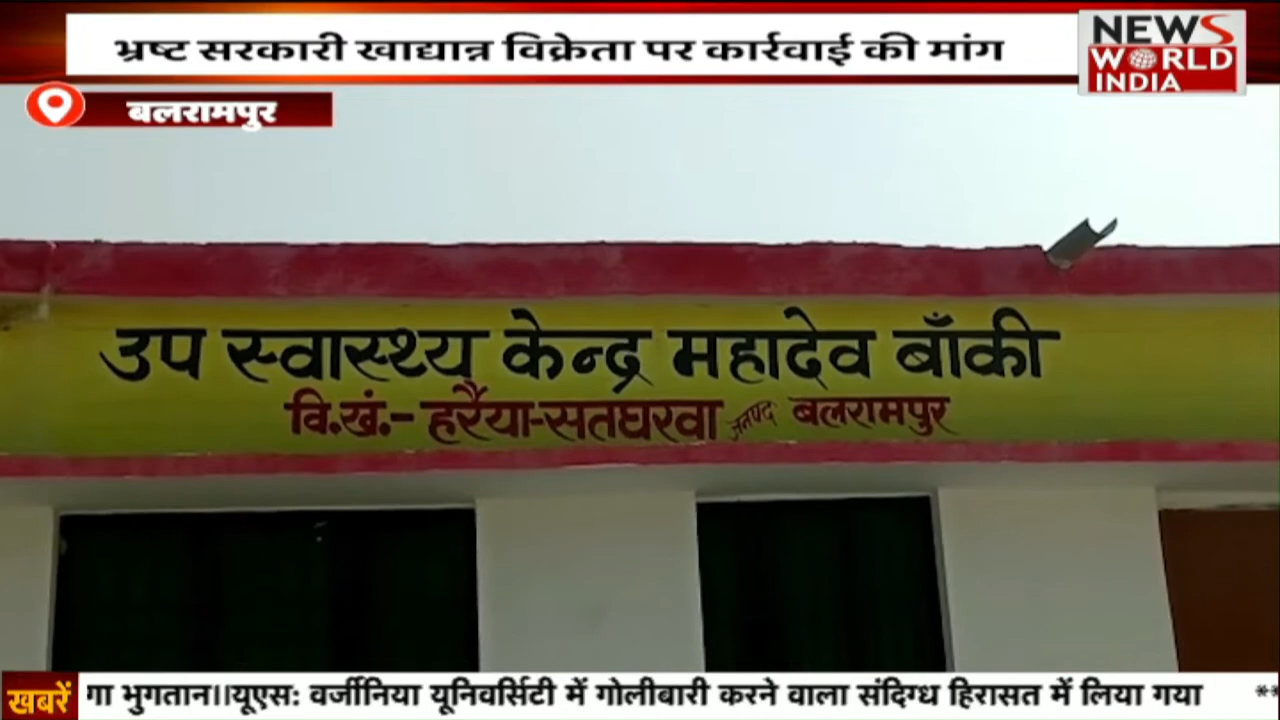 भ्रष्ट सरकारी खाद्यान्न विक्रेता पर कार्रवाई की मांग
NEWS
WORLD
INDIA
बलरामपुर
उप स्वास्थ्य केन्द्र महादेव बाँकी
वि.खं.- हरैया-सतघरवा जनपद बलरामपुर
खबरें गा भुगतान।।यूएस: वर्जीनिया यूनिवर्सिटी में गोलीबारी करने वाला संदिग्ध हिरासत में लिया गया **